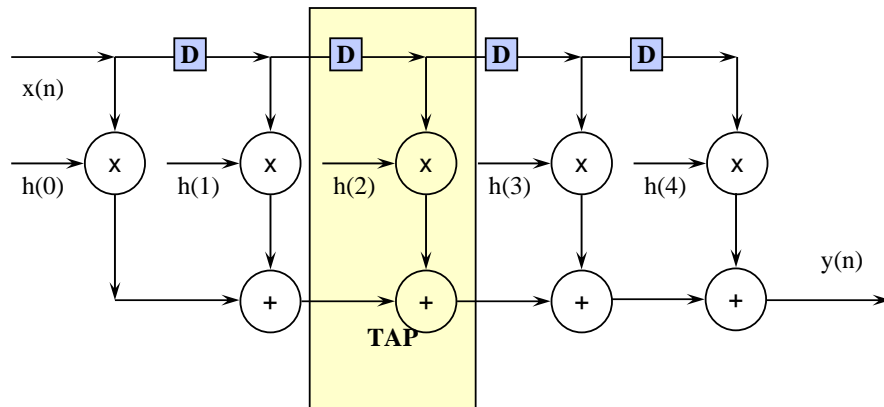 D D D D
x(n)
x x x x x
h(0) h(1) h(2) h(3) h(4)
y(n)
+ + + +
TAP